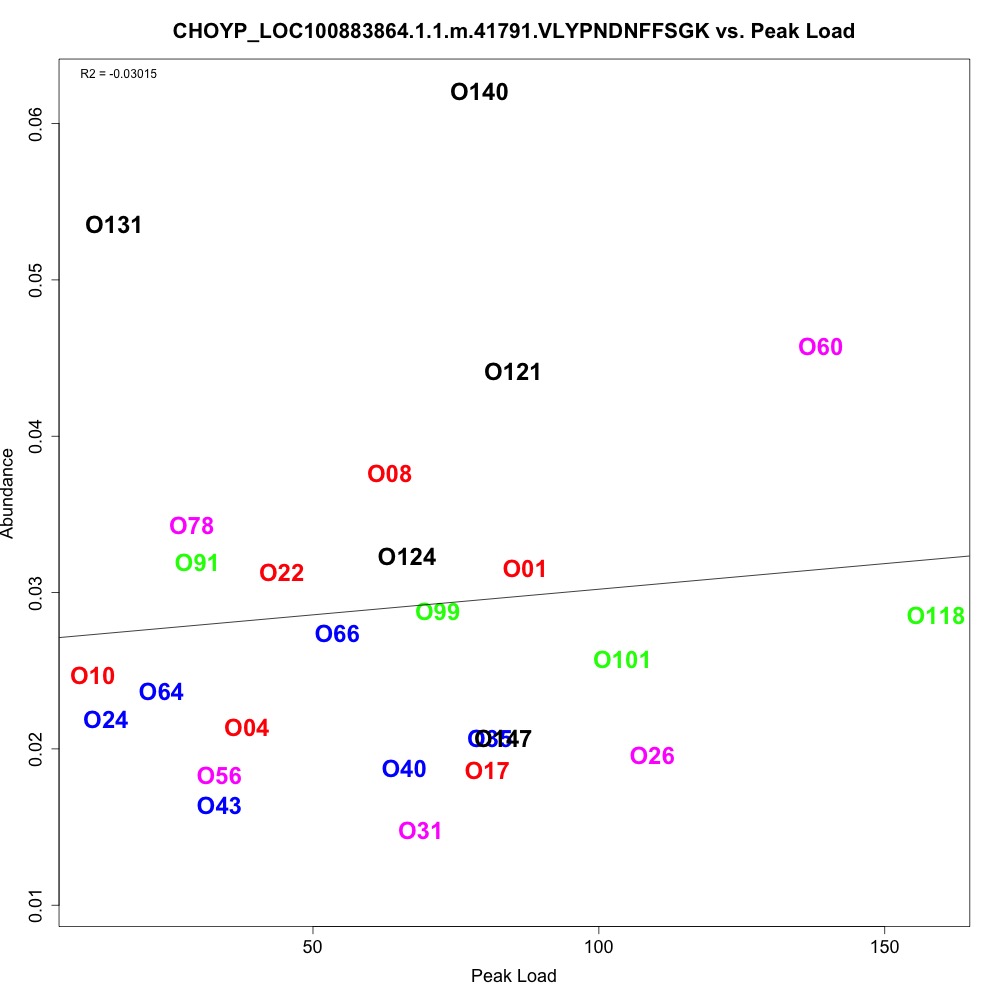 CHOYP_LOC100883864.1.1.m.41791.VLYPNDNFFSGK vs. Peak Load
R2 = -0.03015
O140
O131
O60
O121
O08
O78
O124
O91
O01
O22
O99
O118
O66
O101
O10
O64
O24
O04
O147
O26
O40
O17
O56
O43
O31
0.06
0.05
0.04
0.03
0.02
0.01
Abundance
50
100
150
Peak Load